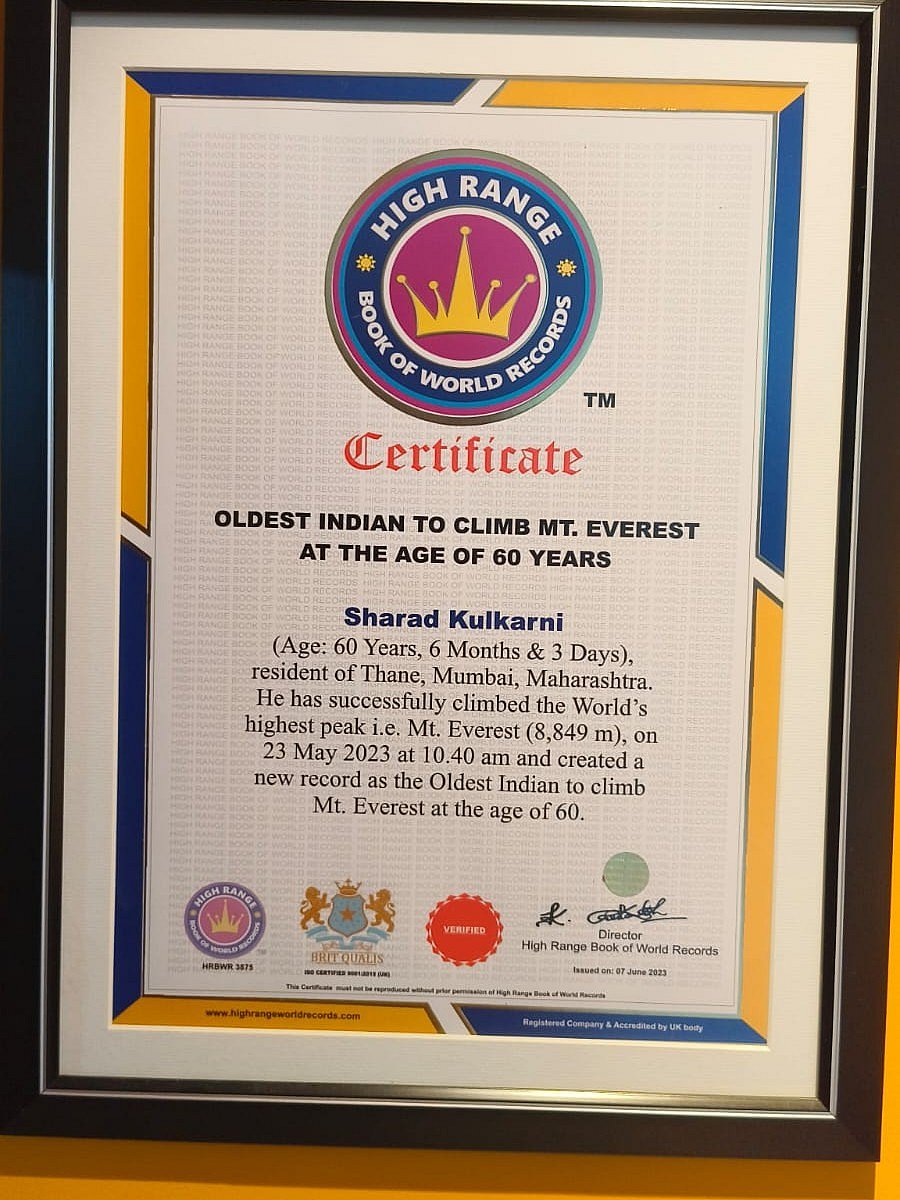 HIGH RANGE
BOOK OF WORLD RECORDS
TM
Certificate
OLDEST INDIAN TO CLIMB MT. EVEREST
AT THE AGE OF 60 YEARS
Sharad Kulkarni
(Age: 60 Years, 6 Months & 3 Days),
resident of Thane, Mumbai, Maharashtra.
He has successfully climbed the World's
highest peak i.e. Mt. Everest (8,849 m), on
23 May 2023 at 10.40 am and created a
new record as the Oldest Indian to climb
Mt. Everest at the age of 60.
HIGH RANGE
BOOK OF WORLD RECORDS
HRBWR 3575
BRIT QUALIS
ISO CERTIFIED 9001:2015 (UK)
VERIFIED
Director
High Range Book of World Records
Issued on: 07 June 2023
This Certificate must not be reproduced without prior permission of High Range Book of World Records
www.highrangeworldrecords.com
Registered Company & Accredited by UK body